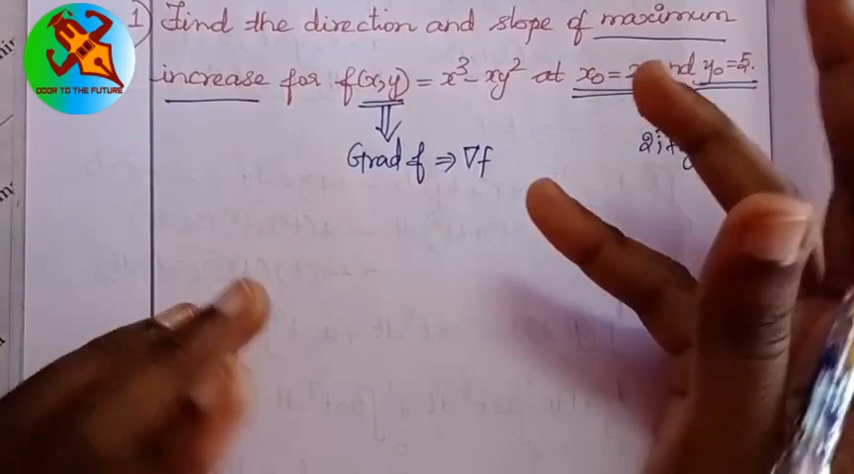 1) Find the direction and slope of maximum
increase for f(x,y) = x³- xy² at x₀= 2 and y₀=5.
Grad f ⇒ ∇f
DOOR TO THE FUTURE